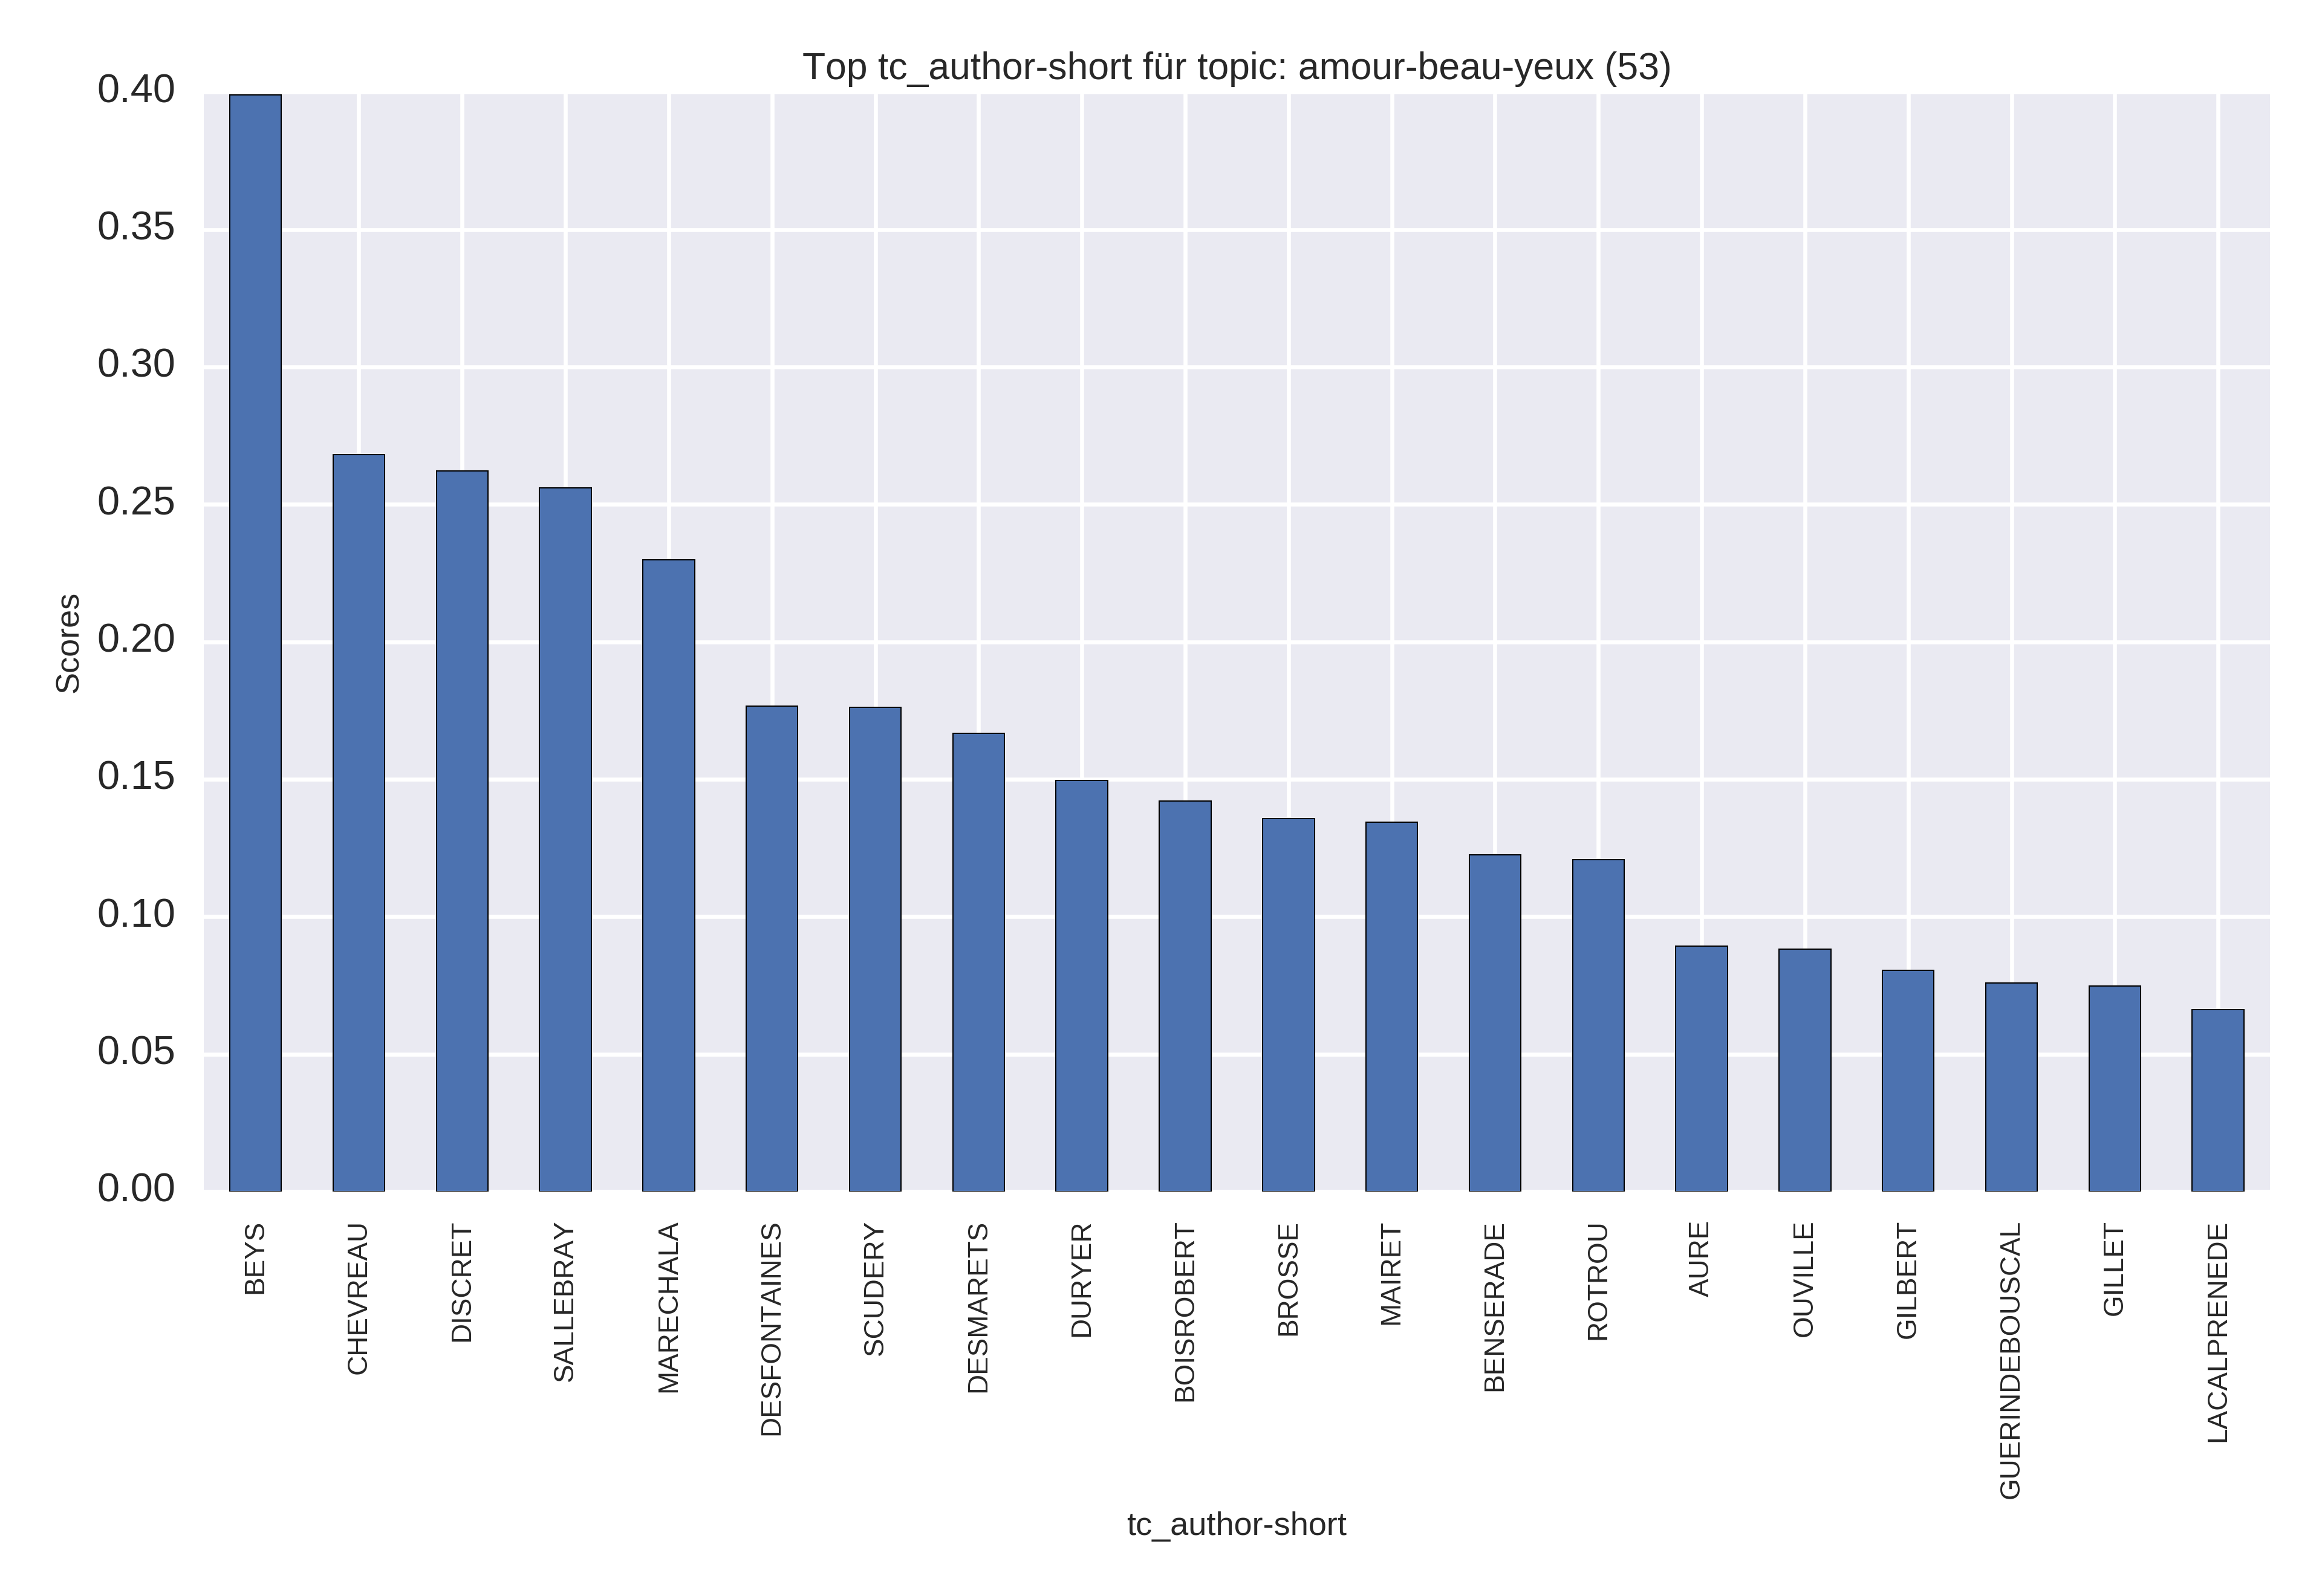 Top tc_author-short für topic: amour-beau-yeux (53)
0.40
0.35
0.30
0.25
0.20
0.15
0.10
0.05
0.00
Scores
BEYS
CHEVREAU
DISCRET
SALLEBRAY
MARECHALA
DESFONTAINES
SCUDERY
DESMARETS
DURYER
BOISROBERT
BROSSE
MAIRET
BENSERADE
ROTROU
AURE
OUVILLE
GILBERT
GUERINDEBOUSCAL
GILLET
LACALPRENEDE
tc_author-short